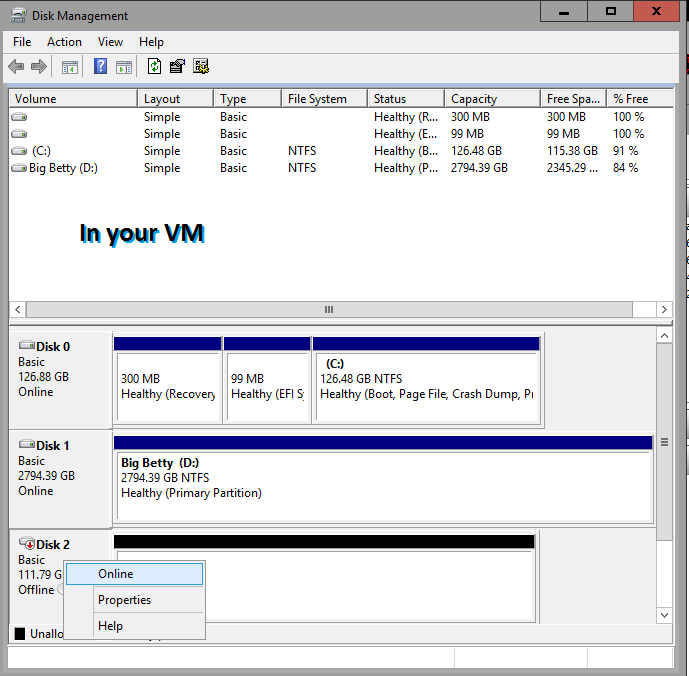 Disk Management
File Action View Help
Volume Layout Type File System Status Capacity Free Spa... % Free
Simple Basic Healthy (R... 300 MB 300 MB 100 %
Simple Basic Healthy (E... 99 MB 99 MB 100 %
(C:) Simple Basic NTFS Healthy (B... 126.48 GB 115.38 GB 91 %
Big Betty (D:) Simple Basic NTFS Healthy (P... 2794.39 GB 2345.29 ... 84 %
In your VM
Disk 0
Basic
126.88 GB
Online
300 MB
Healthy (Recovery
99 MB
Healthy (EFI Sy
(C:)
126.48 GB NTFS
Healthy (Boot, Page File, Crash Dump, Pr
Disk 1
Basic
2794.39 GB
Online
Big Betty (D:)
2794.39 GB NTFS
Healthy (Primary Partition)
Disk 2
Basic
111.79 G
Offline
Online
Properties
Help
Unallo